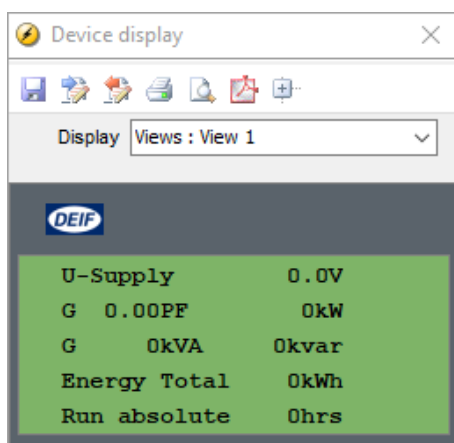 Device display
Display Views : View 1
DEIF
U-Supply 0.0V
G 0.00PF 0kW
G 0kVA 0kvar
Energy Total 0kWh
Run absolute 0hrs